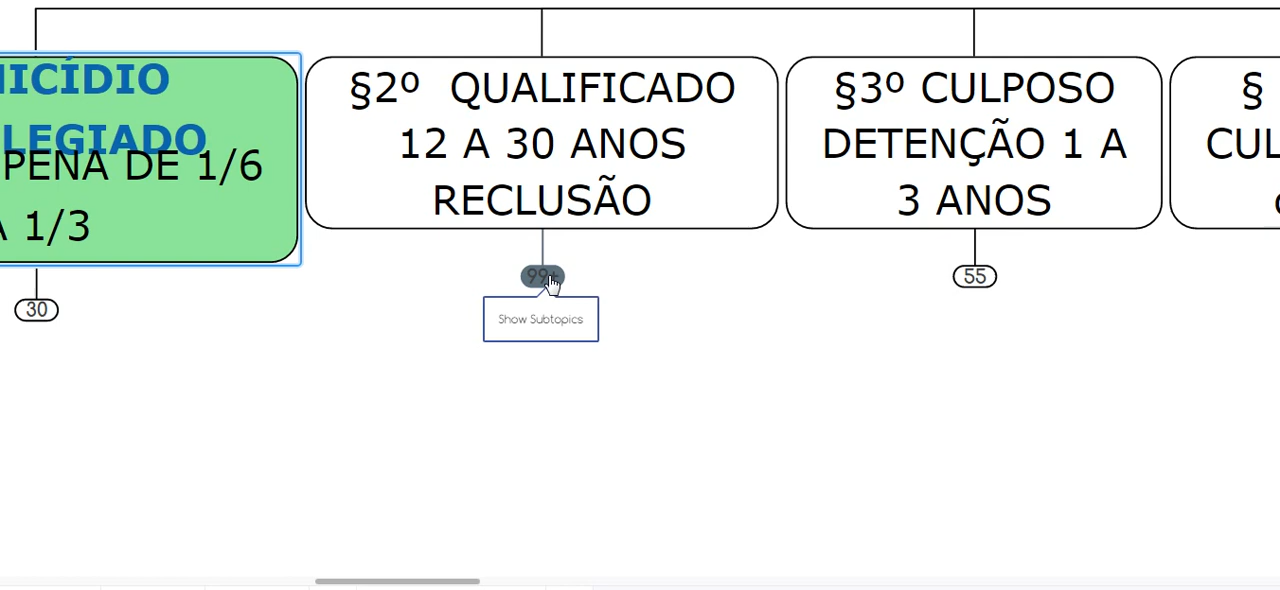 ICÍDIO
LEGIADO
PENA DE 1/6
A 1/3
30
§2º QUALIFICADO
12 A 30 ANOS
RECLUSÃO
99+
Show Subtopics
§3º CULPOSO
DETENÇÃO 1 A
3 ANOS
55
§
CUL